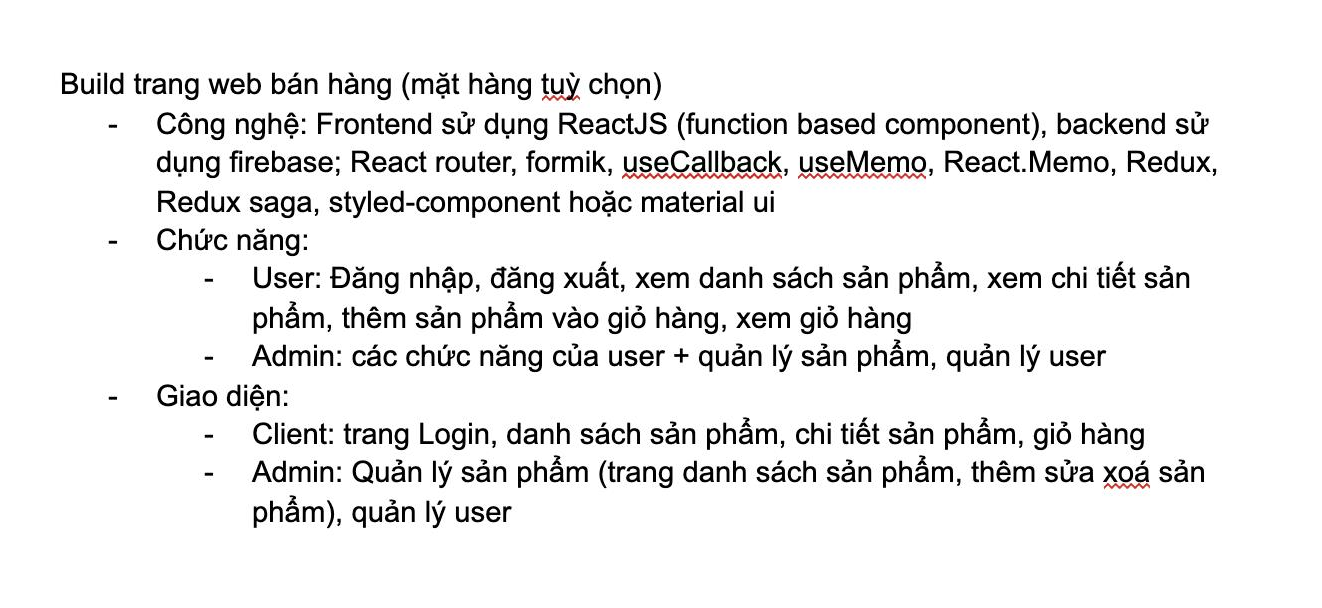 Build trang web bán hàng (mặt hàng tuỳ chọn)
- Công nghệ: Frontend sử dụng ReactJS (function based component), backend sử
dụng firebase; React router, formik, useCallback, useMemo, React.Memo, Redux,
Redux saga, styled-component hoặc material ui
- Chức năng:
- User: Đăng nhập, đăng xuất, xem danh sách sản phẩm, xem chi tiết sản
phẩm, thêm sản phẩm vào giỏ hàng, xem giỏ hàng
- Admin: các chức năng của user + quản lý sản phẩm, quản lý user
- Giao diện:
- Client: trang Login, danh sách sản phẩm, chi tiết sản phẩm, giỏ hàng
- Admin: Quản lý sản phẩm (trang danh sách sản phẩm, thêm sửa xoá sản
phẩm), quản lý user